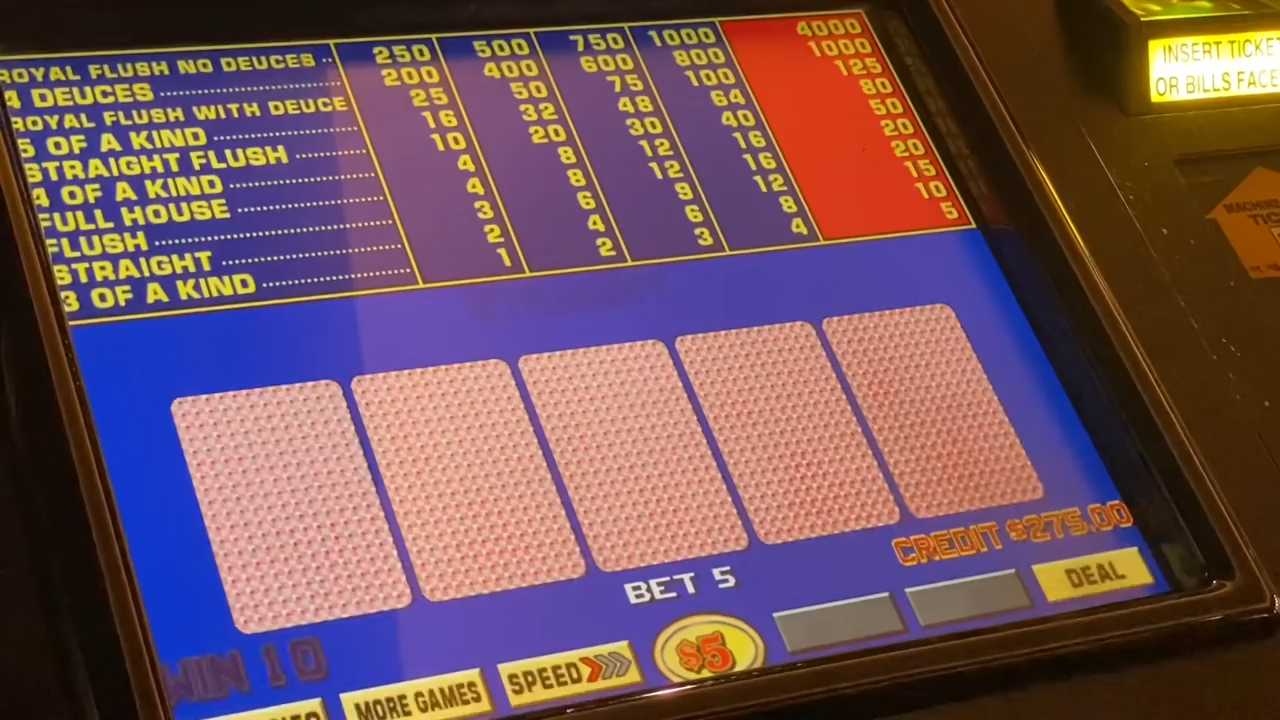 ROYAL FLUSH NO DEUCES .. 250 500 750 1000 4000
4 DEUCES 200 400 600 800 1000
ROYAL FLUSH WITH DEUCE 25 50 75 100 125
5 OF A KIND 16 32 48 64 80
STRAIGHT FLUSH 10 20 30 40 50
4 OF A KIND 4 8 12 16 20
FULL HOUSE 4 8 12 16 20
FLUSH 3 6 9 12 15
STRAIGHT 2 4 6 8 10
3 OF A KIND 1 2 3 4 5
INSERT TICKET
OR BILLS FACE
CREDIT $275.00
BET 5
DEAL
WIN 10
MORE GAMES
SPEED
$5